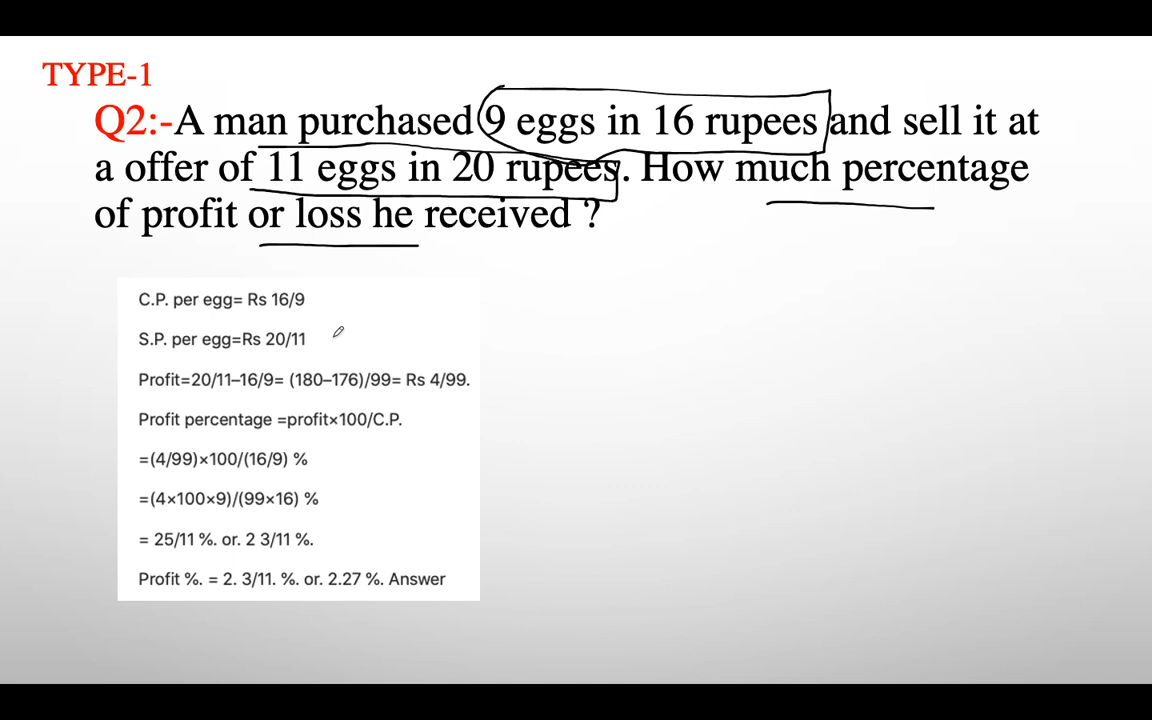 TYPE-1
Q2:-A man purchased 9 eggs in 16 rupees and sell it at
a offer of 11 eggs in 20 rupees. How much percentage
of profit or loss he received ?
C.P. per egg= Rs 16/9
S.P. per egg=Rs 20/11
Profit=20/11–16/9= (180–176)/99= Rs 4/99.
Profit percentage =profit×100/C.P.
=(4/99)×100/(16/9) %
=(4×100×9)/(99×16) %
= 25/11 %. or. 2 3/11 %.
Profit %. = 2. 3/11. %. or. 2.27 %. Answer